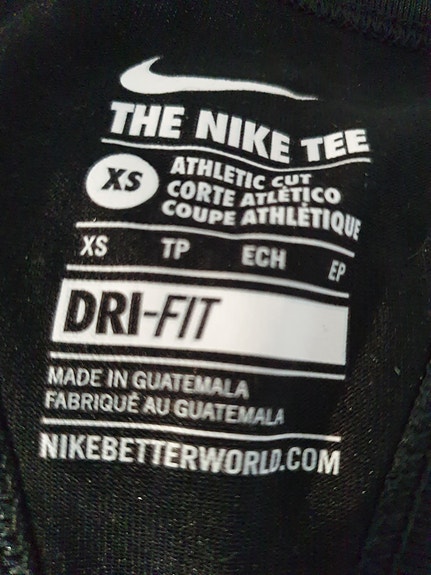 THE NIKE TEE
XS
ATHLETIC CUT
CORTE ATLÉTICO
COUPE ATHLÉTIQUE
XS TP ECH EP
DRI-FIT
MADE IN GUATEMALA
FABRIQUÉ AU GUATEMALA
NIKEBETTERWORLD.COM